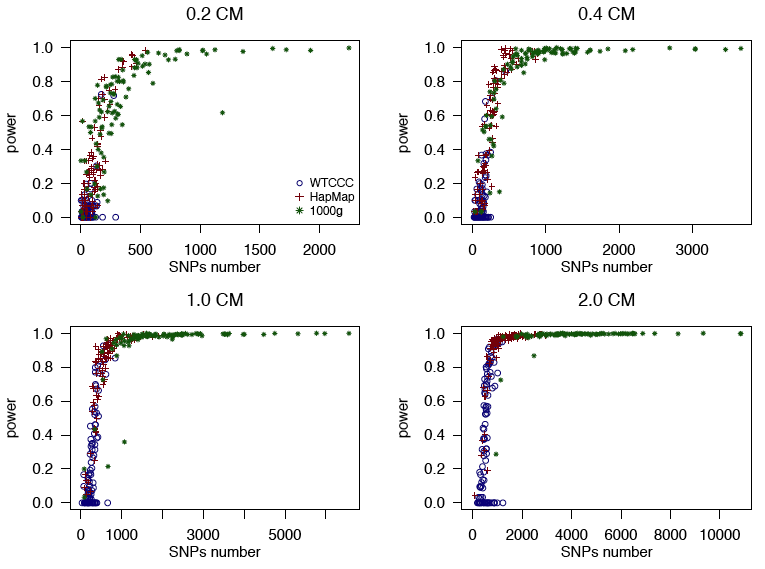 0.2 CM
0.4 CM
1.0
0.8
0.6
0.4
0.2
0.0
power
WTCCC
HapMap
1000g
0 500 1000 1500 2000
SNPs number
1.0
0.8
0.6
0.4
0.2
0.0
power
0 1000 2000 3000
SNPs number
1.0 CM
2.0 CM
1.0
0.8
0.6
0.4
0.2
0.0
power
0 1000 3000 5000
SNPs number
1.0
0.8
0.6
0.4
0.2
0.0
power
0 2000 4000 6000 8000 10000
SNPs number